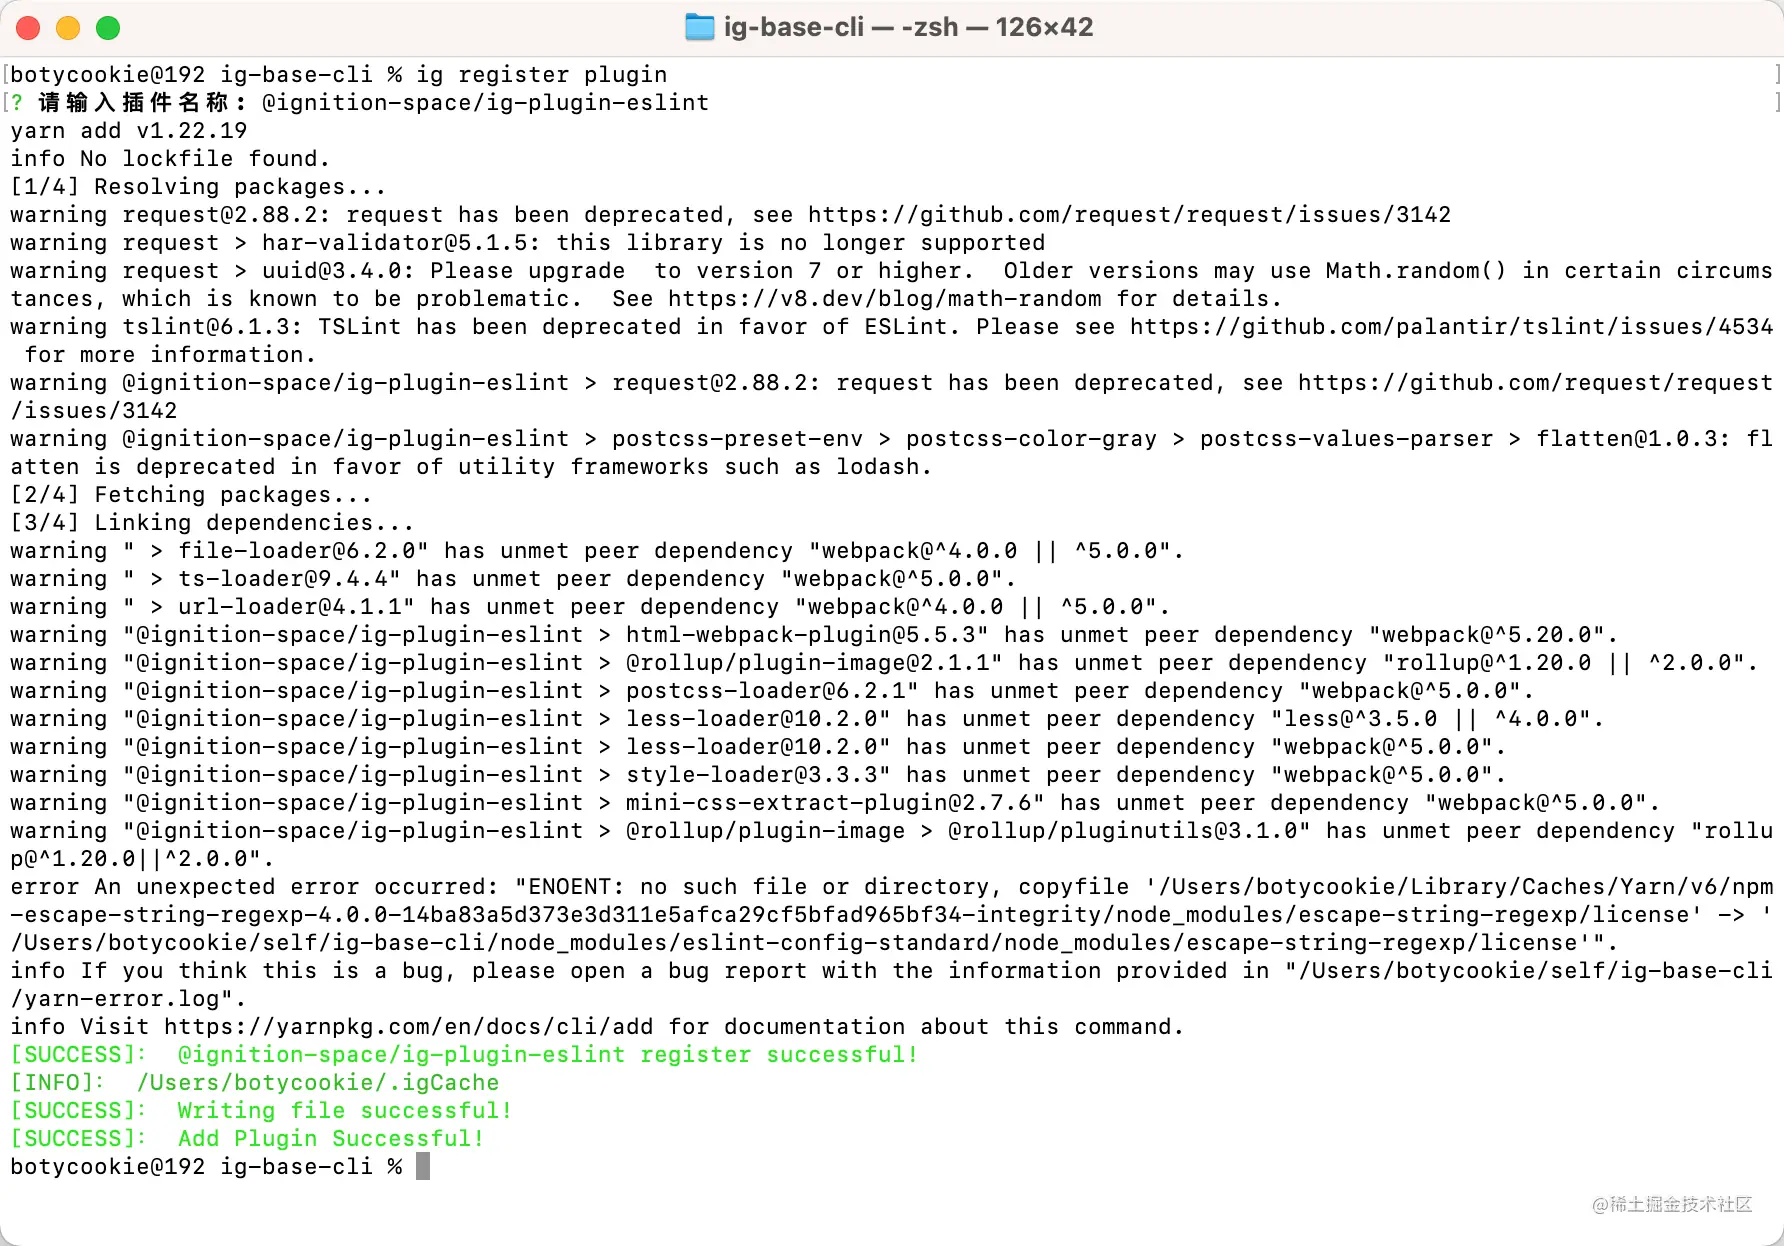 ig-base-cli — -zsh — 126×42
botycookie@192 ig-base-cli % ig register plugin
? 请输入插件名称: @ignition-space/ig-plugin-eslint
yarn add v1.22.19
info No lockfile found.
[1/4] Resolving packages...
warning request@2.88.2: request has been deprecated, see https://github.com/request/request/issues/3142
warning request > har-validator@5.1.5: this library is no longer supported
warning request > uuid@3.4.0: Please upgrade  to version 7 or higher.  Older versions may use Math.random() in certain circums
tances, which is known to be problematic.  See https://v8.dev/blog/math-random for details.
warning tslint@6.1.3: TSLint has been deprecated in favor of ESLint. Please see https://github.com/palantir/tslint/issues/4534
 for more information.
warning @ignition-space/ig-plugin-eslint > request@2.88.2: request has been deprecated, see https://github.com/request/request
/issues/3142
warning @ignition-space/ig-plugin-eslint > postcss-preset-env > postcss-color-gray > postcss-values-parser > flatten@1.0.3: fl
atten is deprecated in favor of utility frameworks such as lodash.
[2/4] Fetching packages...
[3/4] Linking dependencies...
warning " > file-loader@6.2.0" has unmet peer dependency "webpack@^4.0.0 || ^5.0.0".
warning " > ts-loader@9.4.4" has unmet peer dependency "webpack@^5.0.0".
warning " > url-loader@4.1.1" has unmet peer dependency "webpack@^4.0.0 || ^5.0.0".
warning "@ignition-space/ig-plugin-eslint > html-webpack-plugin@5.5.3" has unmet peer dependency "webpack@^5.20.0".
warning "@ignition-space/ig-plugin-eslint > @rollup/plugin-image@2.1.1" has unmet peer dependency "rollup@^1.20.0 || ^2.0.0".
warning "@ignition-space/ig-plugin-eslint > postcss-loader@6.2.1" has unmet peer dependency "webpack@^5.0.0".
warning "@ignition-space/ig-plugin-eslint > less-loader@10.2.0" has unmet peer dependency "less@^3.5.0 || ^4.0.0".
warning "@ignition-space/ig-plugin-eslint > less-loader@10.2.0" has unmet peer dependency "webpack@^5.0.0".
warning "@ignition-space/ig-plugin-eslint > style-loader@3.3.3" has unmet peer dependency "webpack@^5.0.0".
warning "@ignition-space/ig-plugin-eslint > mini-css-extract-plugin@2.7.6" has unmet peer dependency "webpack@^5.0.0".
warning "@ignition-space/ig-plugin-eslint > @rollup/plugin-image > @rollup/pluginutils@3.1.0" has unmet peer dependency "rollu
p@^1.20.0||^2.0.0".
error An unexpected error occurred: "ENOENT: no such file or directory, copyfile '/Users/botycookie/Library/Caches/Yarn/v6/npm
-escape-string-regexp-4.0.0-14ba83a5d373e3d311e5afca29cf5bfad965bf34-integrity/node_modules/escape-string-regexp/license' -> '
/Users/botycookie/self/ig-base-cli/node_modules/eslint-config-standard/node_modules/escape-string-regexp/license'".
info If you think this is a bug, please open a bug report with the information provided in "/Users/botycookie/self/ig-base-cli
/yarn-error.log".
info Visit https://yarnpkg.com/en/docs/cli/add for documentation about this command.
[SUCCESS]:  @ignition-space/ig-plugin-eslint register successful!
[INFO]:  /Users/botycookie/.igCache
[SUCCESS]:  Writing file successful!
[SUCCESS]:  Add Plugin Successful!
botycookie@192 ig-base-cli %
@稀土掘金技术社区